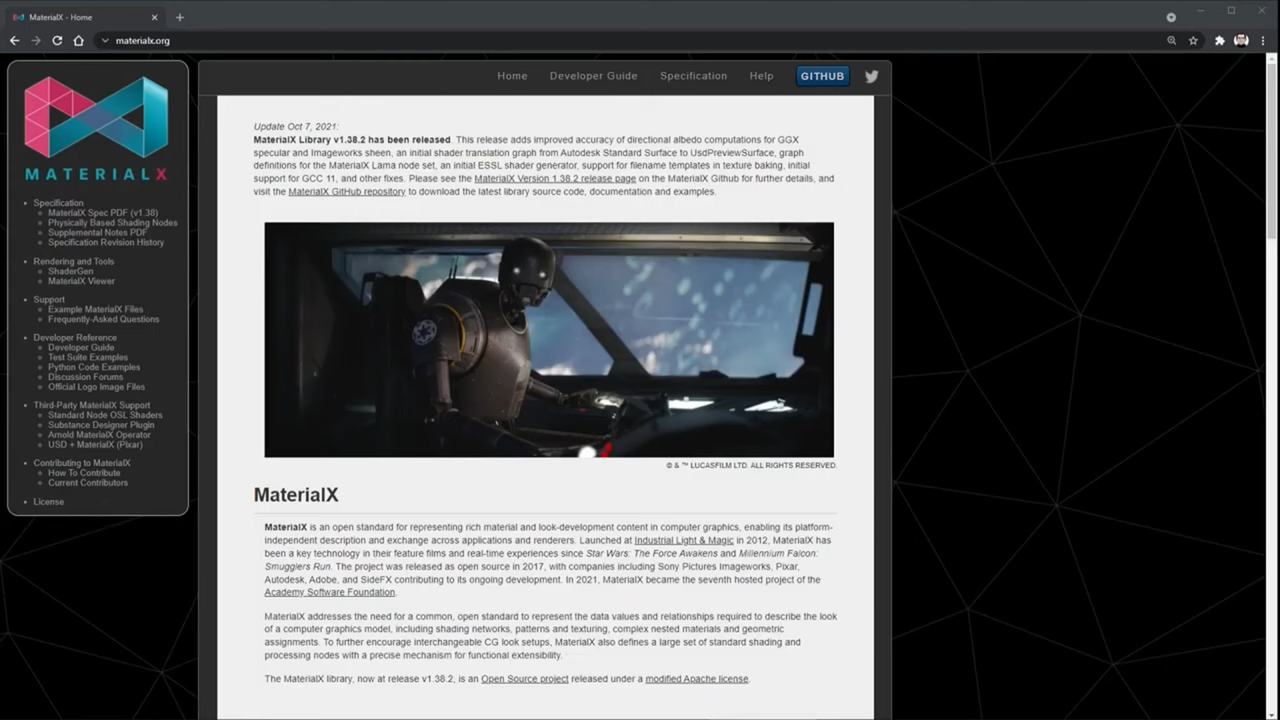 MaterialX - Home
materialx.org
MATERIALX
Specification
MaterialX Spec PDF (v1.38)
Physically Based Shading Nodes
Supplemental Notes PDF
Specification Revision History
Rendering and Tools
ShaderGen
MaterialX Viewer
Support
Example MaterialX Files
Frequently-Asked Questions
Developer Reference
Developer Guide
Test Suite Examples
Python Code Examples
Discussion Forums
Official Logo Image Files
Third-Party MaterialX Support
Standard Node OSL Shaders
Substance Designer Plugin
Arnold MaterialX Operator
USD + MaterialX (Pixar)
Contributing to MaterialX
How To Contribute
Current Contributors
License
Home Developer Guide Specification Help GITHUB
Update Oct 7, 2021:
MaterialX Library v1.38.2 has been released. This release adds improved accuracy of directional albedo computations for GGX
specular and Imageworks sheen, an initial shader translation graph from Autodesk Standard Surface to UsdPreviewSurface, graph
definitions for the MaterialX Lama node set, an initial ESSL shader generator, support for filename templates in texture baking, initial
support for GCC 11, and other fixes. Please see the MaterialX Version 1.38.2 release page on the MaterialX Github for further details, and
visit the MaterialX GitHub repository to download the latest library source code, documentation and examples.
© & ™ LUCASFILM LTD. ALL RIGHTS RESERVED.
MaterialX
MaterialX is an open standard for representing rich material and look-development content in computer graphics, enabling its platform-
independent description and exchange across applications and renderers. Launched at Industrial Light & Magic in 2012, MaterialX has
been a key technology in their feature films and real-time experiences since Star Wars: The Force Awakens and Millennium Falcon:
Smugglers Run. The project was released as open source in 2017, with companies including Sony Pictures Imageworks, Pixar,
Autodesk, Adobe, and SideFX contributing to its ongoing development. In 2021, MaterialX became the seventh hosted project of the
Academy Software Foundation.
MaterialX addresses the need for a common, open standard to represent the data values and relationships required to describe the look
of a computer graphics model, including shading networks, patterns and texturing, complex nested materials and geometric
assignments. To further encourage interchangeable CG look setups, MaterialX also defines a large set of standard shading and
processing nodes with a precise mechanism for functional extensibility.
The MaterialX library, now at release v1.38.2, is an Open Source project released under a modified Apache license.